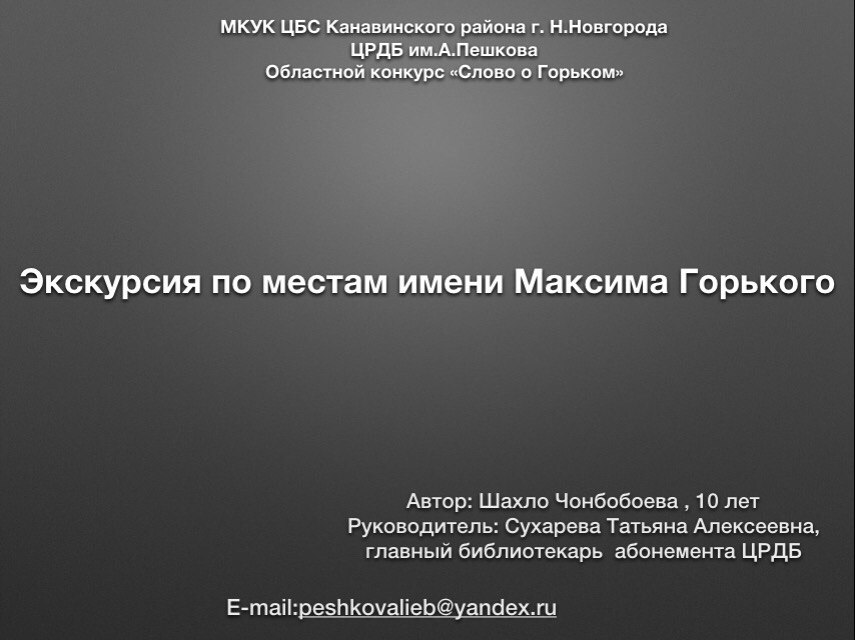 МКУК ЦБС Канавинского района г. Н.Новгорода
ЦРДБ им.А.Пешкова
Областной конкурс «Слово о Горьком»
Экскурсия по местам имени Максима Горького
Автор: Шахло Чонбобоева , 10 лет
Руководитель: Сухарева Татьяна Алексеевна,
главный библиотекарь абонемента ЦРДБ
E-mail:peshkovalieb@yandex.ru